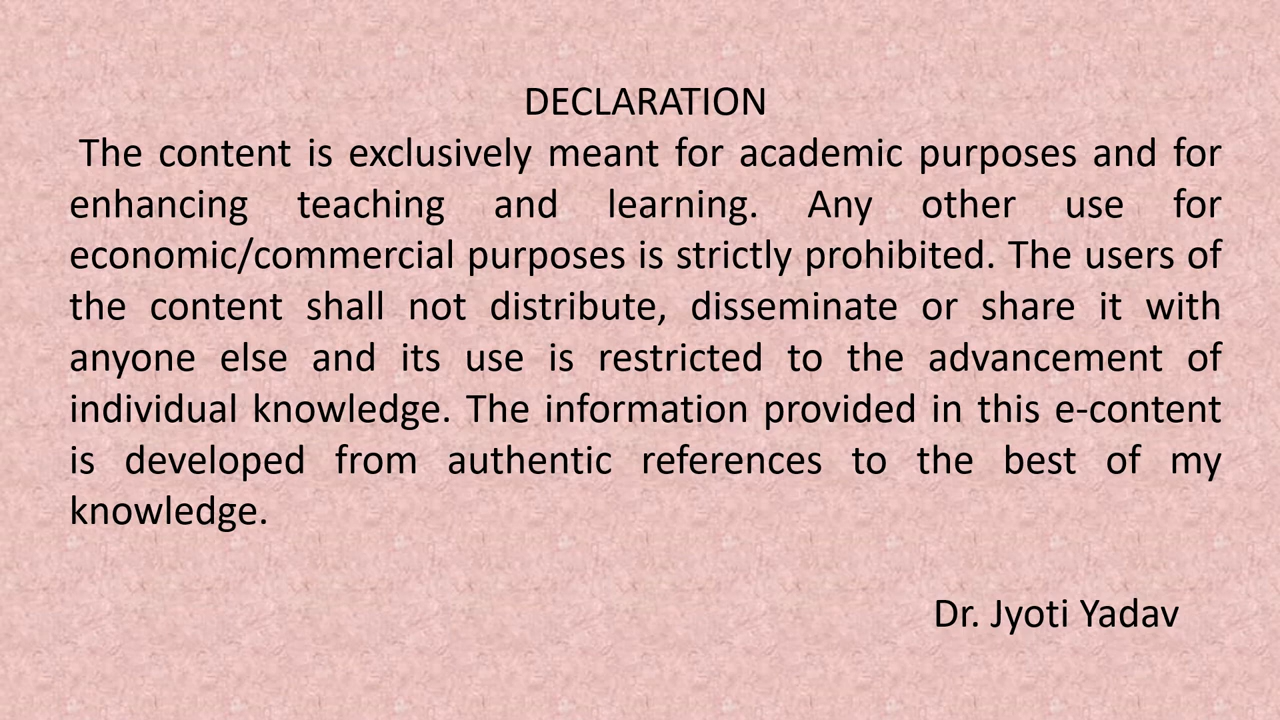 DECLARATION
The content is exclusively meant for academic purposes and for
enhancing teaching and learning. Any other use for
economic/commercial purposes is strictly prohibited. The users of
the content shall not distribute, disseminate or share it with
anyone else and its use is restricted to the advancement of
individual knowledge. The information provided in this e-content
is developed from authentic references to the best of my
knowledge.
Dr. Jyoti Yadav